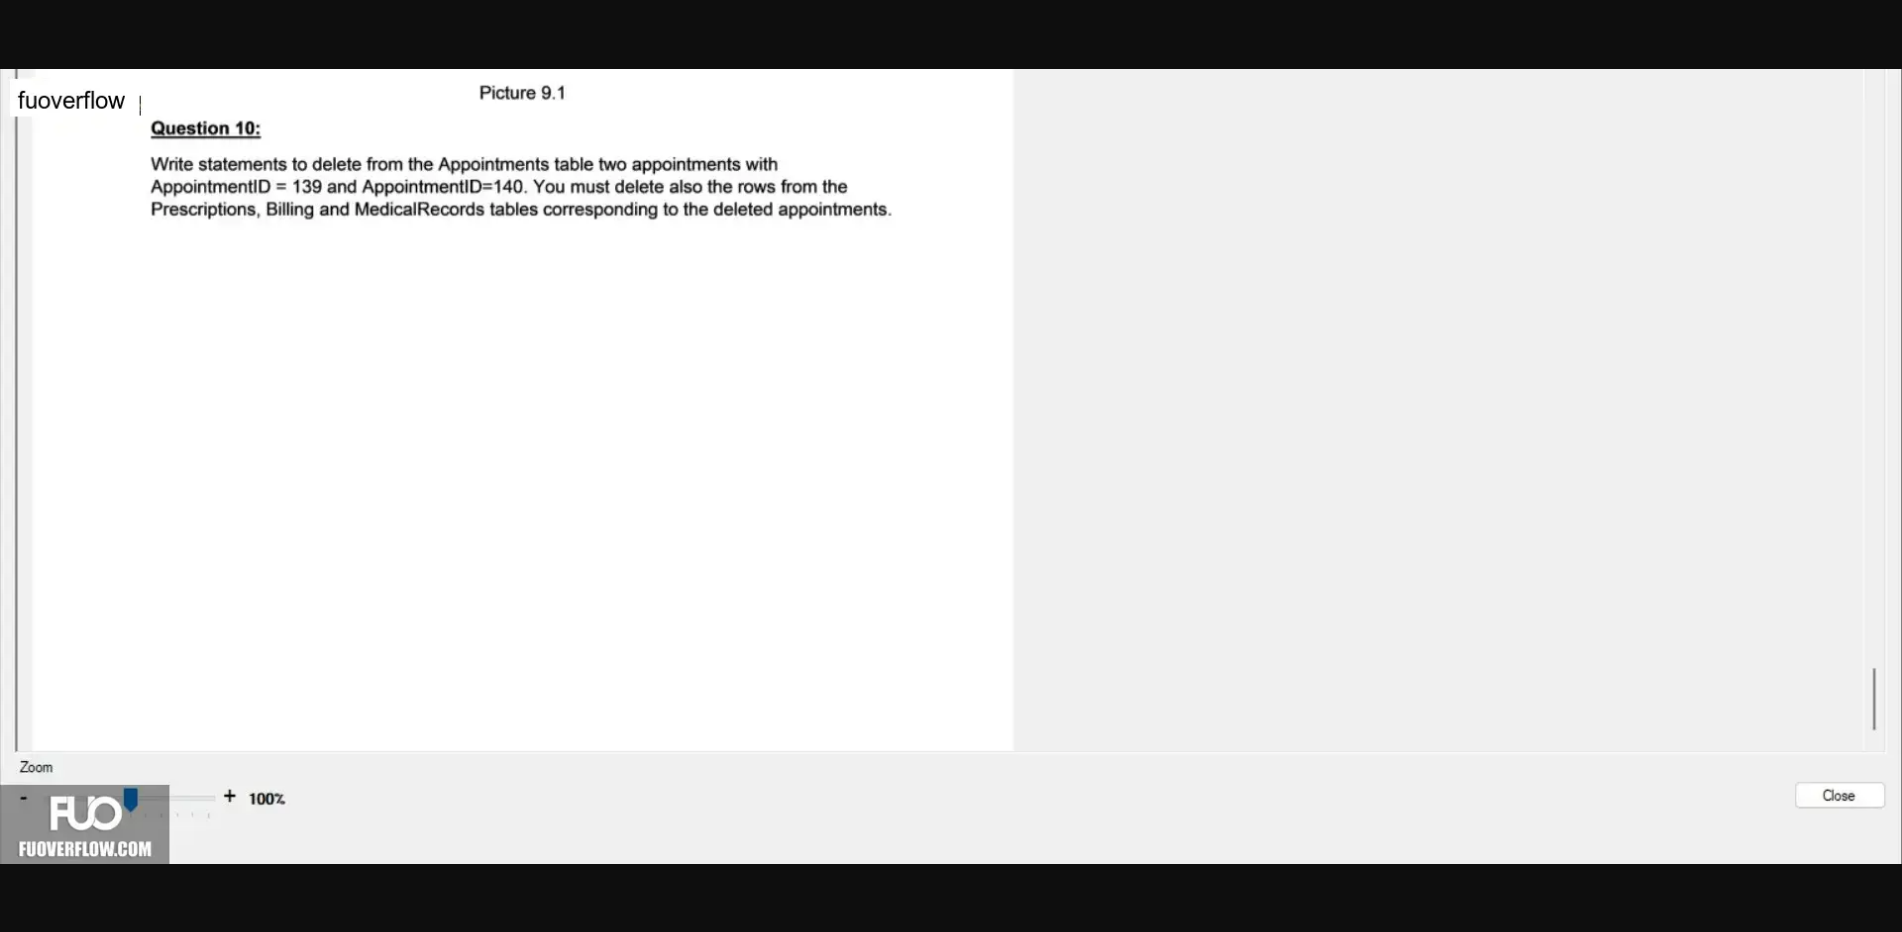 fuoverflow
Picture 9.1
Question 10:
Write statements to delete from the Appointments table two appointments with
AppointmentID = 139 and AppointmentID=140. You must delete also the rows from the
Prescriptions, Billing and MedicalRecords tables corresponding to the deleted appointments.
Zoom
- + 100%
Close
FUO
FUOVERFLOW.COM